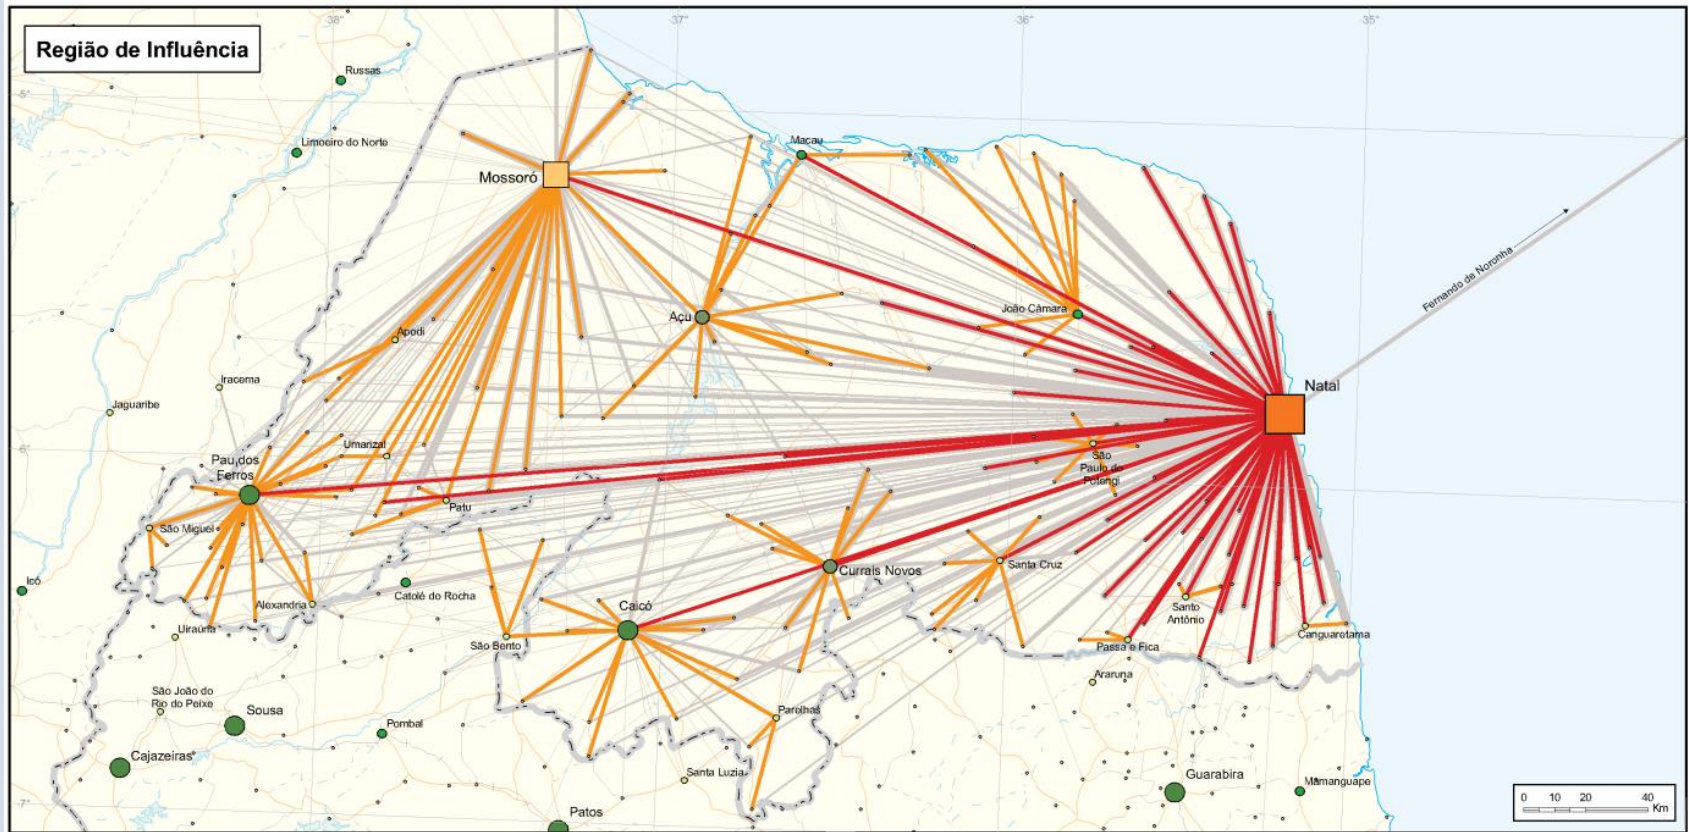 -38°
-37°
-36°
-35°
Região de Influência
Russas
-5°
Limoeiro do Norte
Macau
Mossoró
Fernando de Noronha
João Câmara
Açu
Apodi
Iracema
Natal
Jaguaribe
Umarizal
-6°
São
Paulo do
Potengi
Pau dos
Ferros
Patu
São Miguel
Santa Cruz
Currais Novos
Icó
Catolé do Rocha
Alexandria
Caicó
Santo
Antônio
Uiraúna
São Bento
Canguaretama
Passa e Fica
Araruna
São João do
Rio do Peixe
Sousa
Parelhas
Pombal
Cajazeiras
Santa Luzia
Guarabira
Mamanguape
-7°
Patos
0 10 20 40
Km